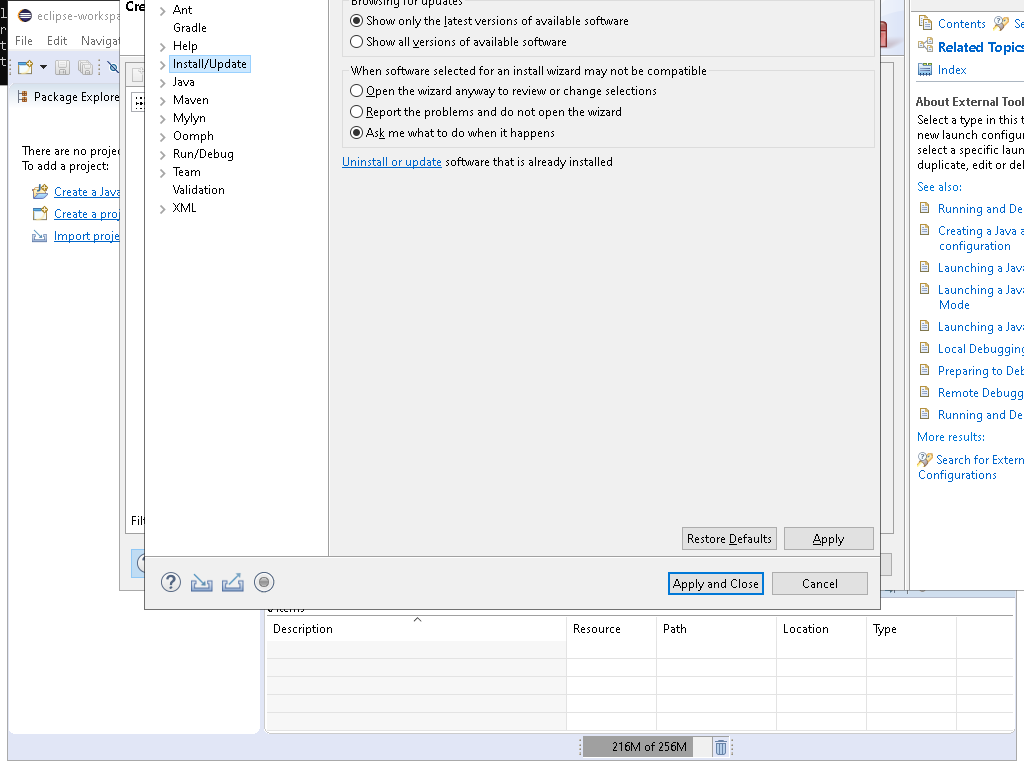 eclipse-workspa
File Edit Navigat
Package Explore
There are no projec
To add a project:
Create a Java
Create a proj
Import proje
Cre
Filt
Ant
Gradle
Help
Install/Update
Java
Maven
Mylyn
Oomph
Run/Debug
Team
Validation
XML
Browsing for updates
Show only the latest versions of available software
Show all versions of available software
When software selected for an install wizard may not be compatible
Open the wizard anyway to review or change selections
Report the problems and do not open the wizard
Ask me what to do when it happens
Uninstall or update software that is already installed
Restore Defaults
Apply
Apply and Close
Cancel
Contents Se
Related Topics
Index
About External Tool
Select a type in this t
new launch configur
select a specific laun
duplicate, edit or del
See also:
Running and De
Creating a Java a
configuration
Launching a Java
Launching a Java
Mode
Launching a Java
Local Debugging
Preparing to Deb
Remote Debugg
Running and De
More results:
Search for Extern
Configurations
0 items
Description Resource Path Location Type
216M of 256M